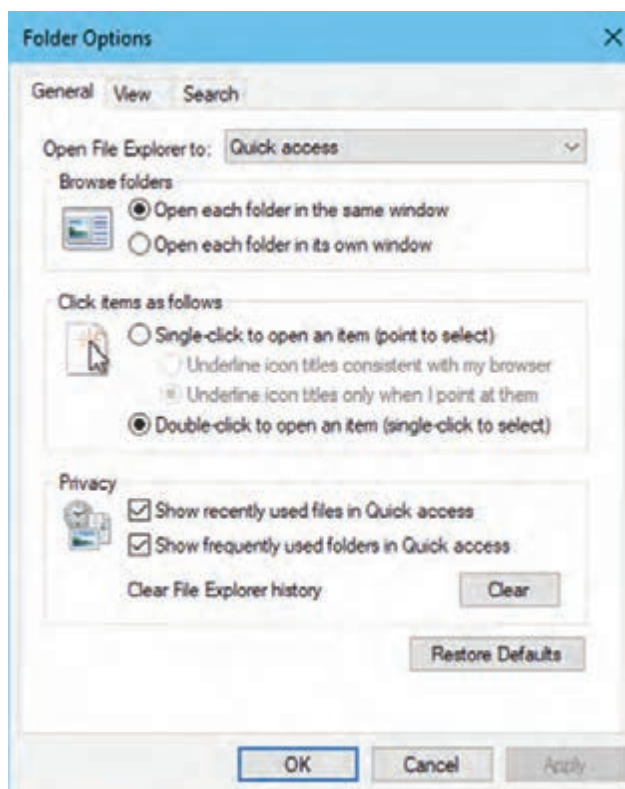 Folder Options
General View Search
Open File Explorer to: Quick access
Browse folders
Open each folder in the same window
Open each folder in its own window
Click items as follows
Single-click to open an item (point to select)
Underline icon titles consistent with my browser
Underline icon titles only when I point at them
Double-click to open an item (single-click to select)
Privacy
Show recently used files in Quick access
Show frequently used folders in Quick access
Clear File Explorer history Clear
Restore Defaults
OK Cancel Apply